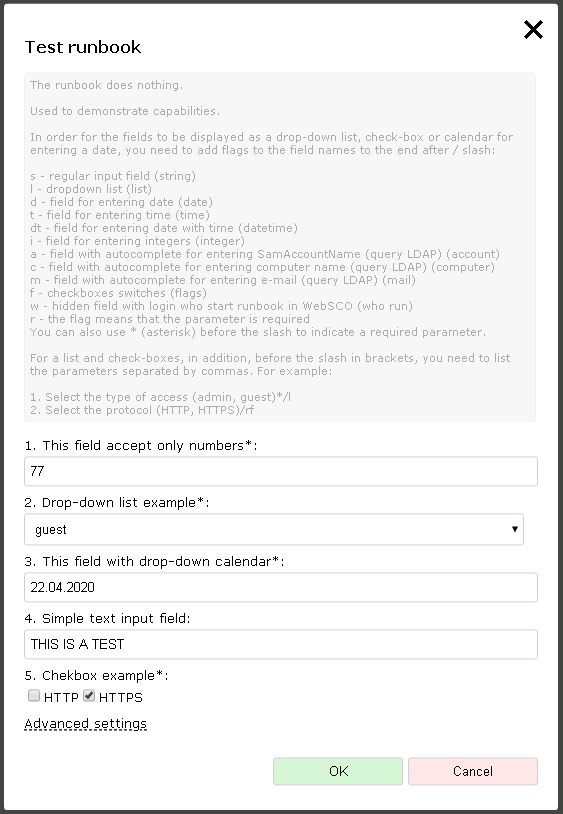 Test runbook
The runbook does nothing.
Used to demonstrate capabilities.
In order for the fields to be displayed as a drop-down list, check-box or calendar for
entering a date, you need to add flags to the field names to the end after / slash:
s - regular input field (string)
l - dropdown list (list)
d - field for entering date (date)
t - field for entering time (time)
dt - field for entering date with time (datetime)
i - field for entering integers (integer)
a - field with autocomplete for entering SamAccountName (query LDAP) (account)
c - field with autocomplete for entering computer name (query LDAP) (computer)
m - field with autocomplete for entering e-mail (query LDAP) (mail)
f - checkboxes switches (flags)
w - hidden field with login who start runbook in WebSCO (who run)
r - the flag means that the parameter is required
You can also use * (asterisk) before the slash to indicate a required parameter.
For a list and check-boxes, in addition, before the slash in brackets, you need to list
the parameters separated by commas. For example:
1. Select the type of access (admin, guest)*/l
2. Select the protocol (HTTP, HTTPS)/rf
1. This field accept only numbers*:
77
2. Drop-down list example*:
guest
3. This field with drop-down calendar*:
22.04.2020
4. Simple text input field:
THIS IS A TEST
5. Chekbox example*:
HTTP HTTPS
Advanced settings
OK Cancel